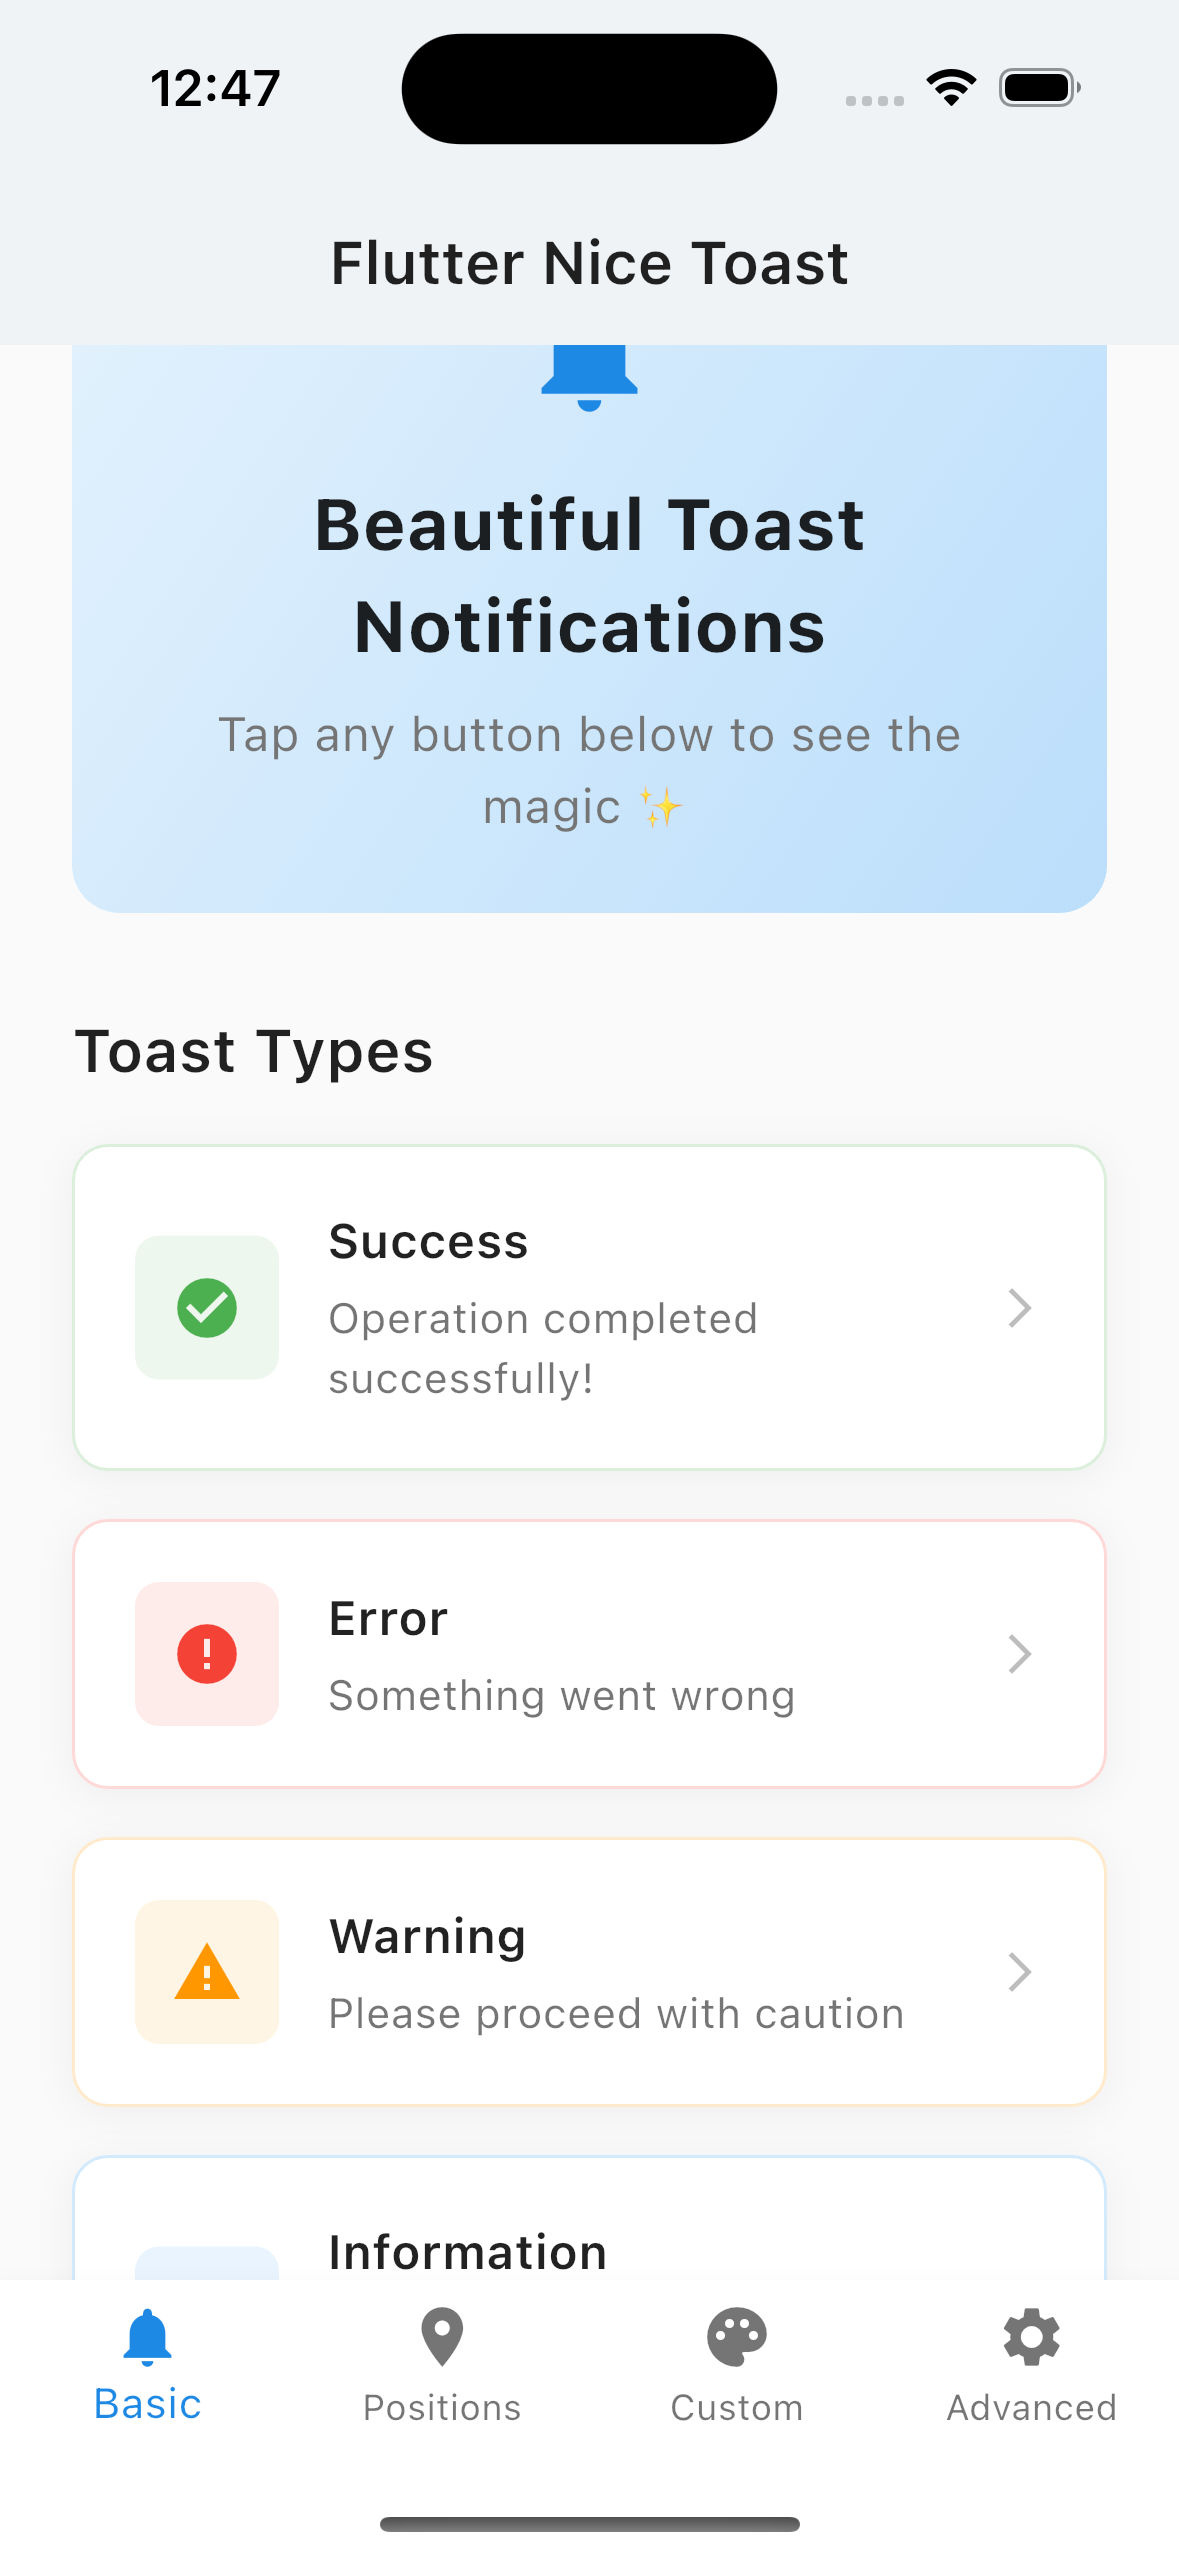 12:47
Flutter Nice Toast
Beautiful Toast
Notifications
Tap any button below to see the
magic ✨
Toast Types
Success
Operation completed
successfully!
Error
Something went wrong
Warning
Please proceed with caution
Information
Basic
Positions
Custom
Advanced